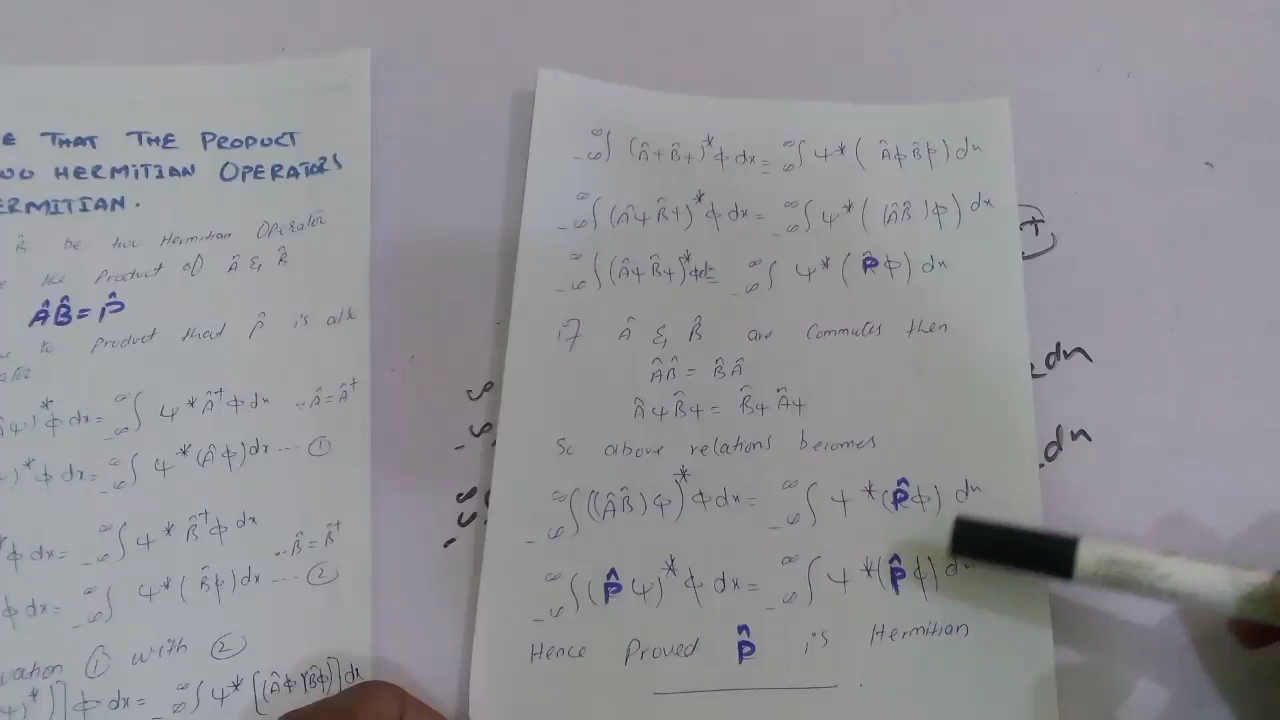 E THAT THE PRODUCT
HERMITIAN OPERATORS
ERMITIAN.
B̂ be two Hermitian Operator
the Product of Â & B̂
ÂB̂ = P̂
to product that P̂ is also
)* φ dx = ∞-∞∫ ψ* Â† φ dx ...Â = Â†
)* φ dx = ∞-∞∫ ψ* (Âφ) dx ---- ①
* φ dx = ∞-∞∫ ψ* B̂† φ dx ...B̂ = B̂†
φ dx = ∞-∞∫ ψ* (B̂φ) dx ---- ②
uation ① with ②
)*] φ dx = ∞-∞∫ ψ* [(Âφ)(B̂φ)] dx
∞-∞∫ (Âψ B̂ψ)* φ dx = ∞-∞∫ ψ* (Âφ B̂φ) dx
∞-∞∫ (Âψ B̂ψ)* φ dx = ∞-∞∫ ψ* ((ÂB̂)φ) dx
∞-∞∫ (Âψ B̂ψ)* φ dx = ∞-∞∫ ψ* (P̂φ) dx
if Â & B̂ are Commutes then
ÂB̂ = B̂Â
Âψ B̂ψ = B̂ψ Âψ
So above relations becomes
∞-∞∫ ((ÂB̂)ψ)* φ dx = ∞-∞∫ ψ* (P̂φ) dx
∞-∞∫ (P̂ψ)* φ dx = ∞-∞∫ ψ* (P̂φ) dx
Hence Proved P̂ is Hermitian
dx
dx